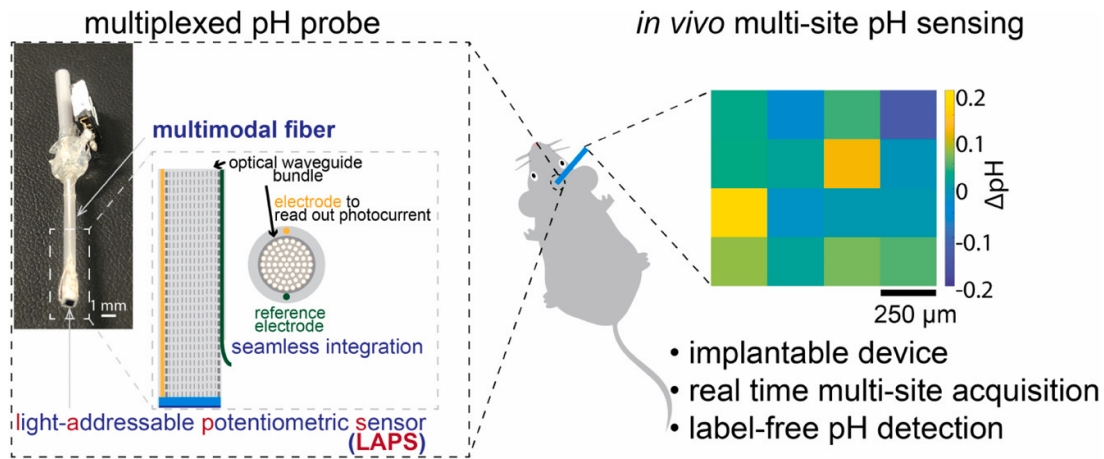 multiplexed pH probe
in vivo multi-site pH sensing
multimodal fiber
optical waveguide
bundle
electrode to
read out photocurrent
reference
electrode
seamless integration
1 mm
light-addressable potentiometric sensor
(LAPS)
0.2
0.1
0
-0.1
-0.2
ΔpH
250 µm
• implantable device
• real time multi-site acquisition
• label-free pH detection